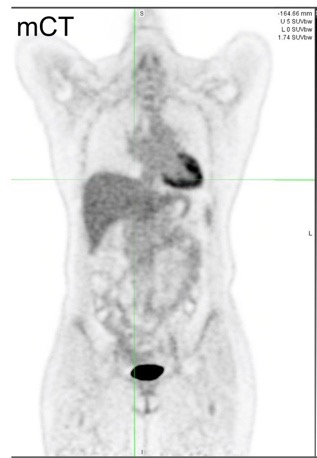 mCT
S
-164.66 mm
U 5 SUVbw
L 0 SUVbw
1.74 SUVbw
L
I